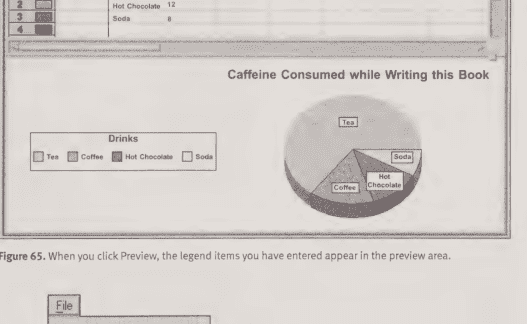 2 Hot Chocolate 12
3 Soda 8
4
Caffeine Consumed while Writing this Book
Tea
Drinks
Tea Coffee Hot Chocolate Soda
Soda
Hot
Chocolate
Coffee
Figure 65. When you click Preview, the legend items you have entered appear in the preview area.
File